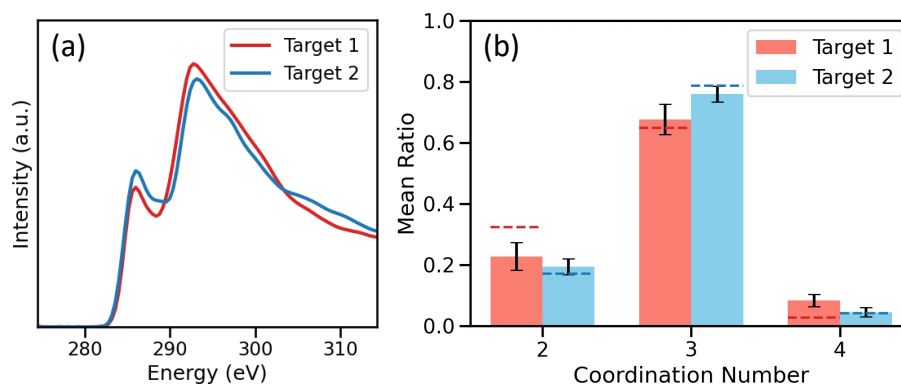 (a)
Target 1
Target 2
Intensity (a.u.)
280
290
300
310
Energy (eV)
(b)
Target 1
Target 2
Mean Ratio
1.0
0.8
0.6
0.4
0.2
0.0
2
3
4
Coordination Number